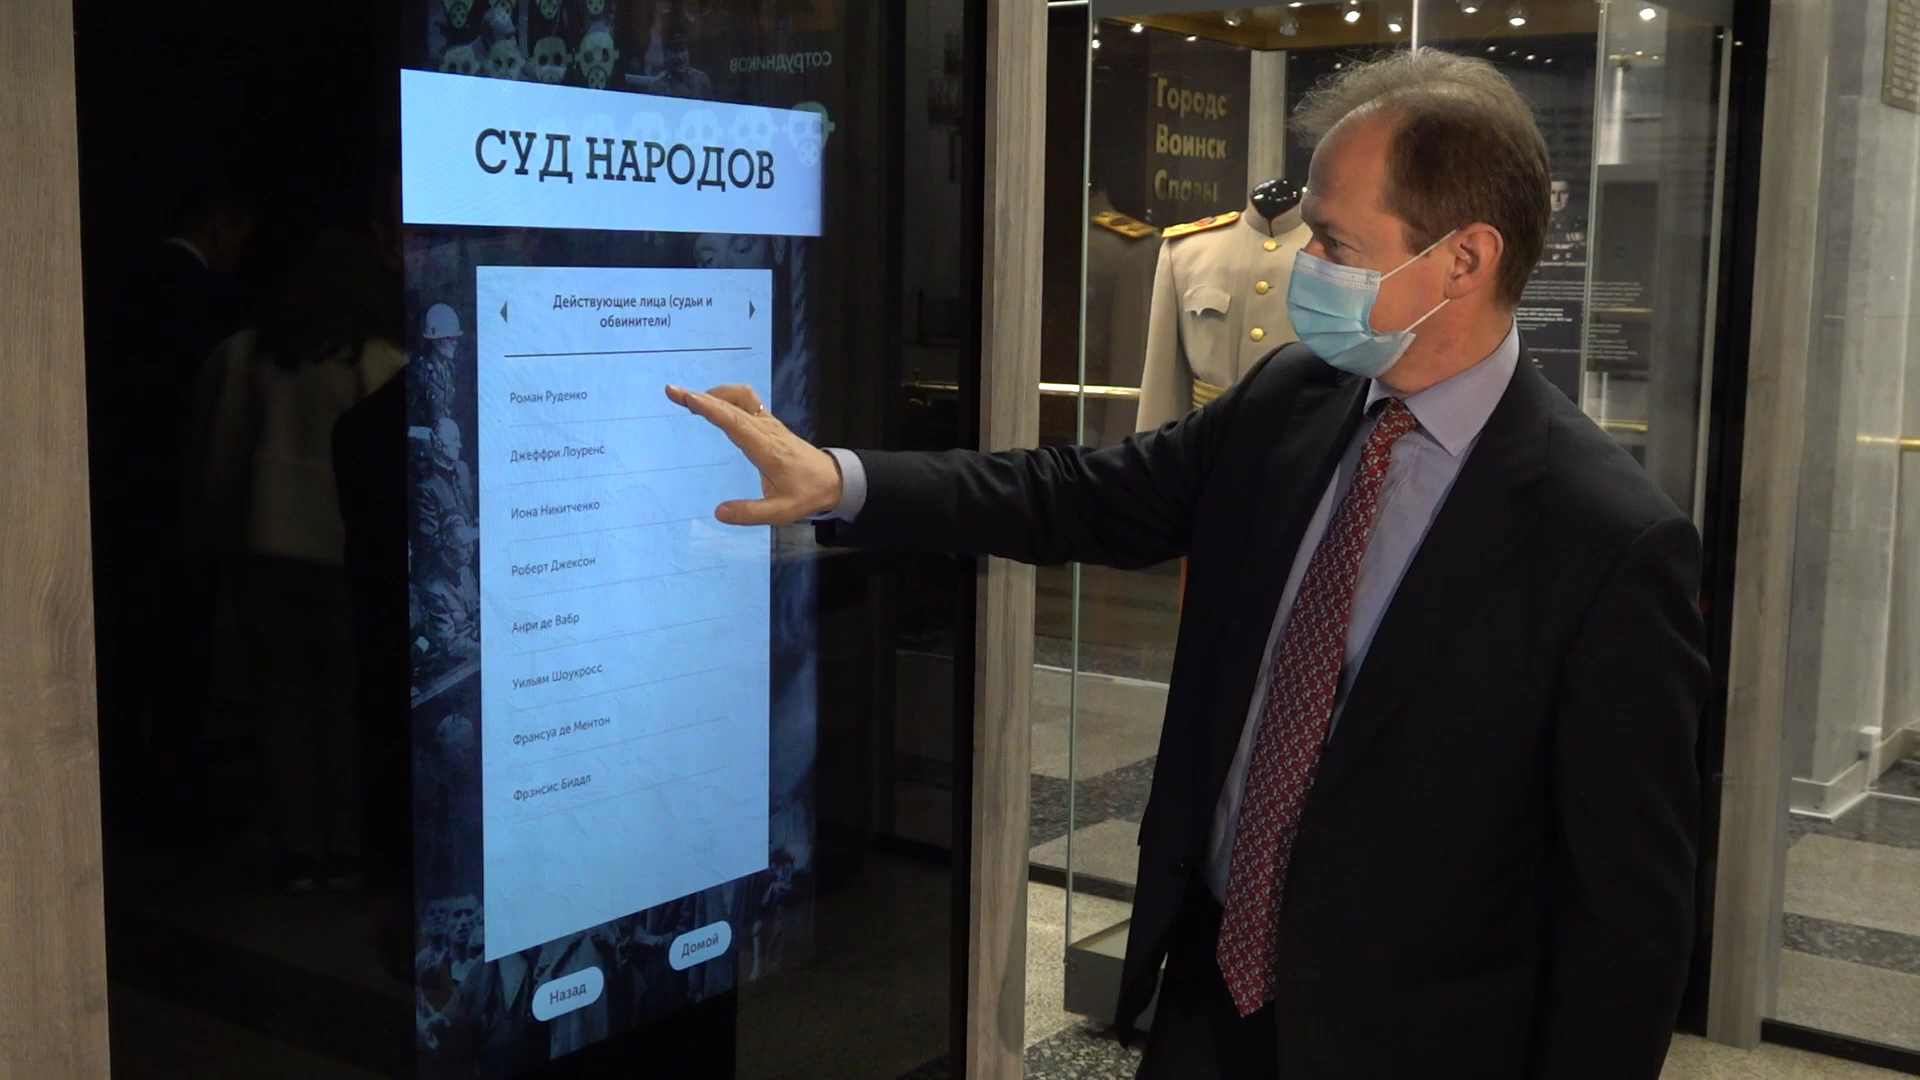 сотрудников
СУД НАРОДОВ
Действующие лица (судьи и
обвинители)
Роман Руденко
Джеффри Лоуренс
Иона Никитченко
Роберт Джексон
Анри де Вабр
Уильям Шоукросс
Франсуа де Ментон
Фрэнсис Биддл
Домой
Назад
Городс
Воинск
Славы